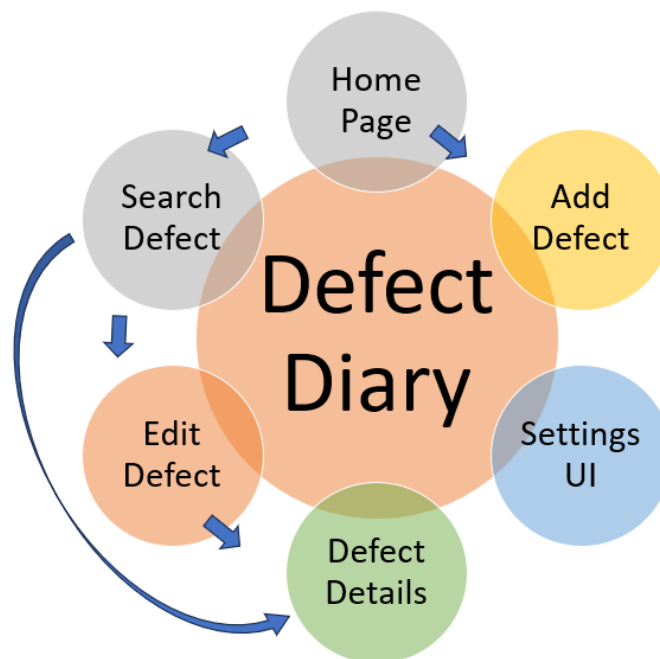 Home
Page
Search
Defect
Add
Defect
Defect
Diary
Edit
Defect
Settings
UI
Defect
Details